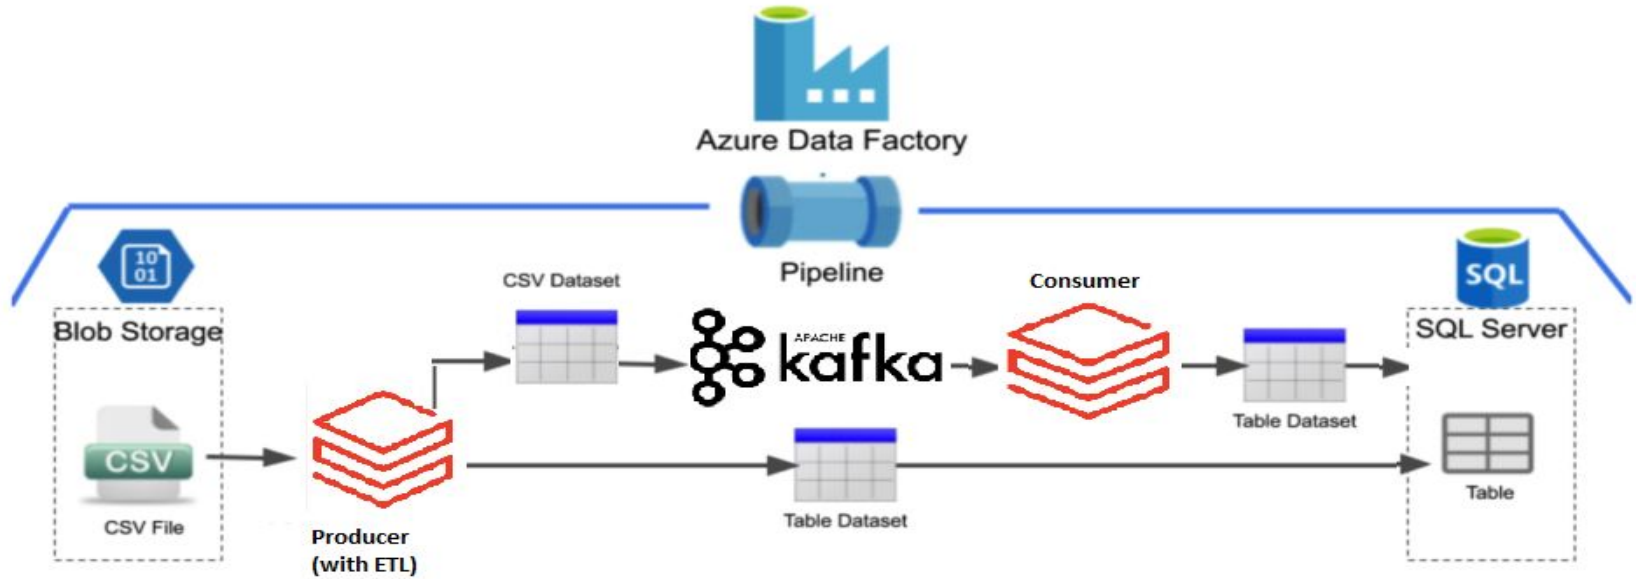 Azure Data Factory
Pipeline
10
01
Blob Storage
CSV
CSV File
Producer
(with ETL)
CSV Dataset
APACHE
kafka
Consumer
Table Dataset
Table Dataset
SQL
SQL Server
Table